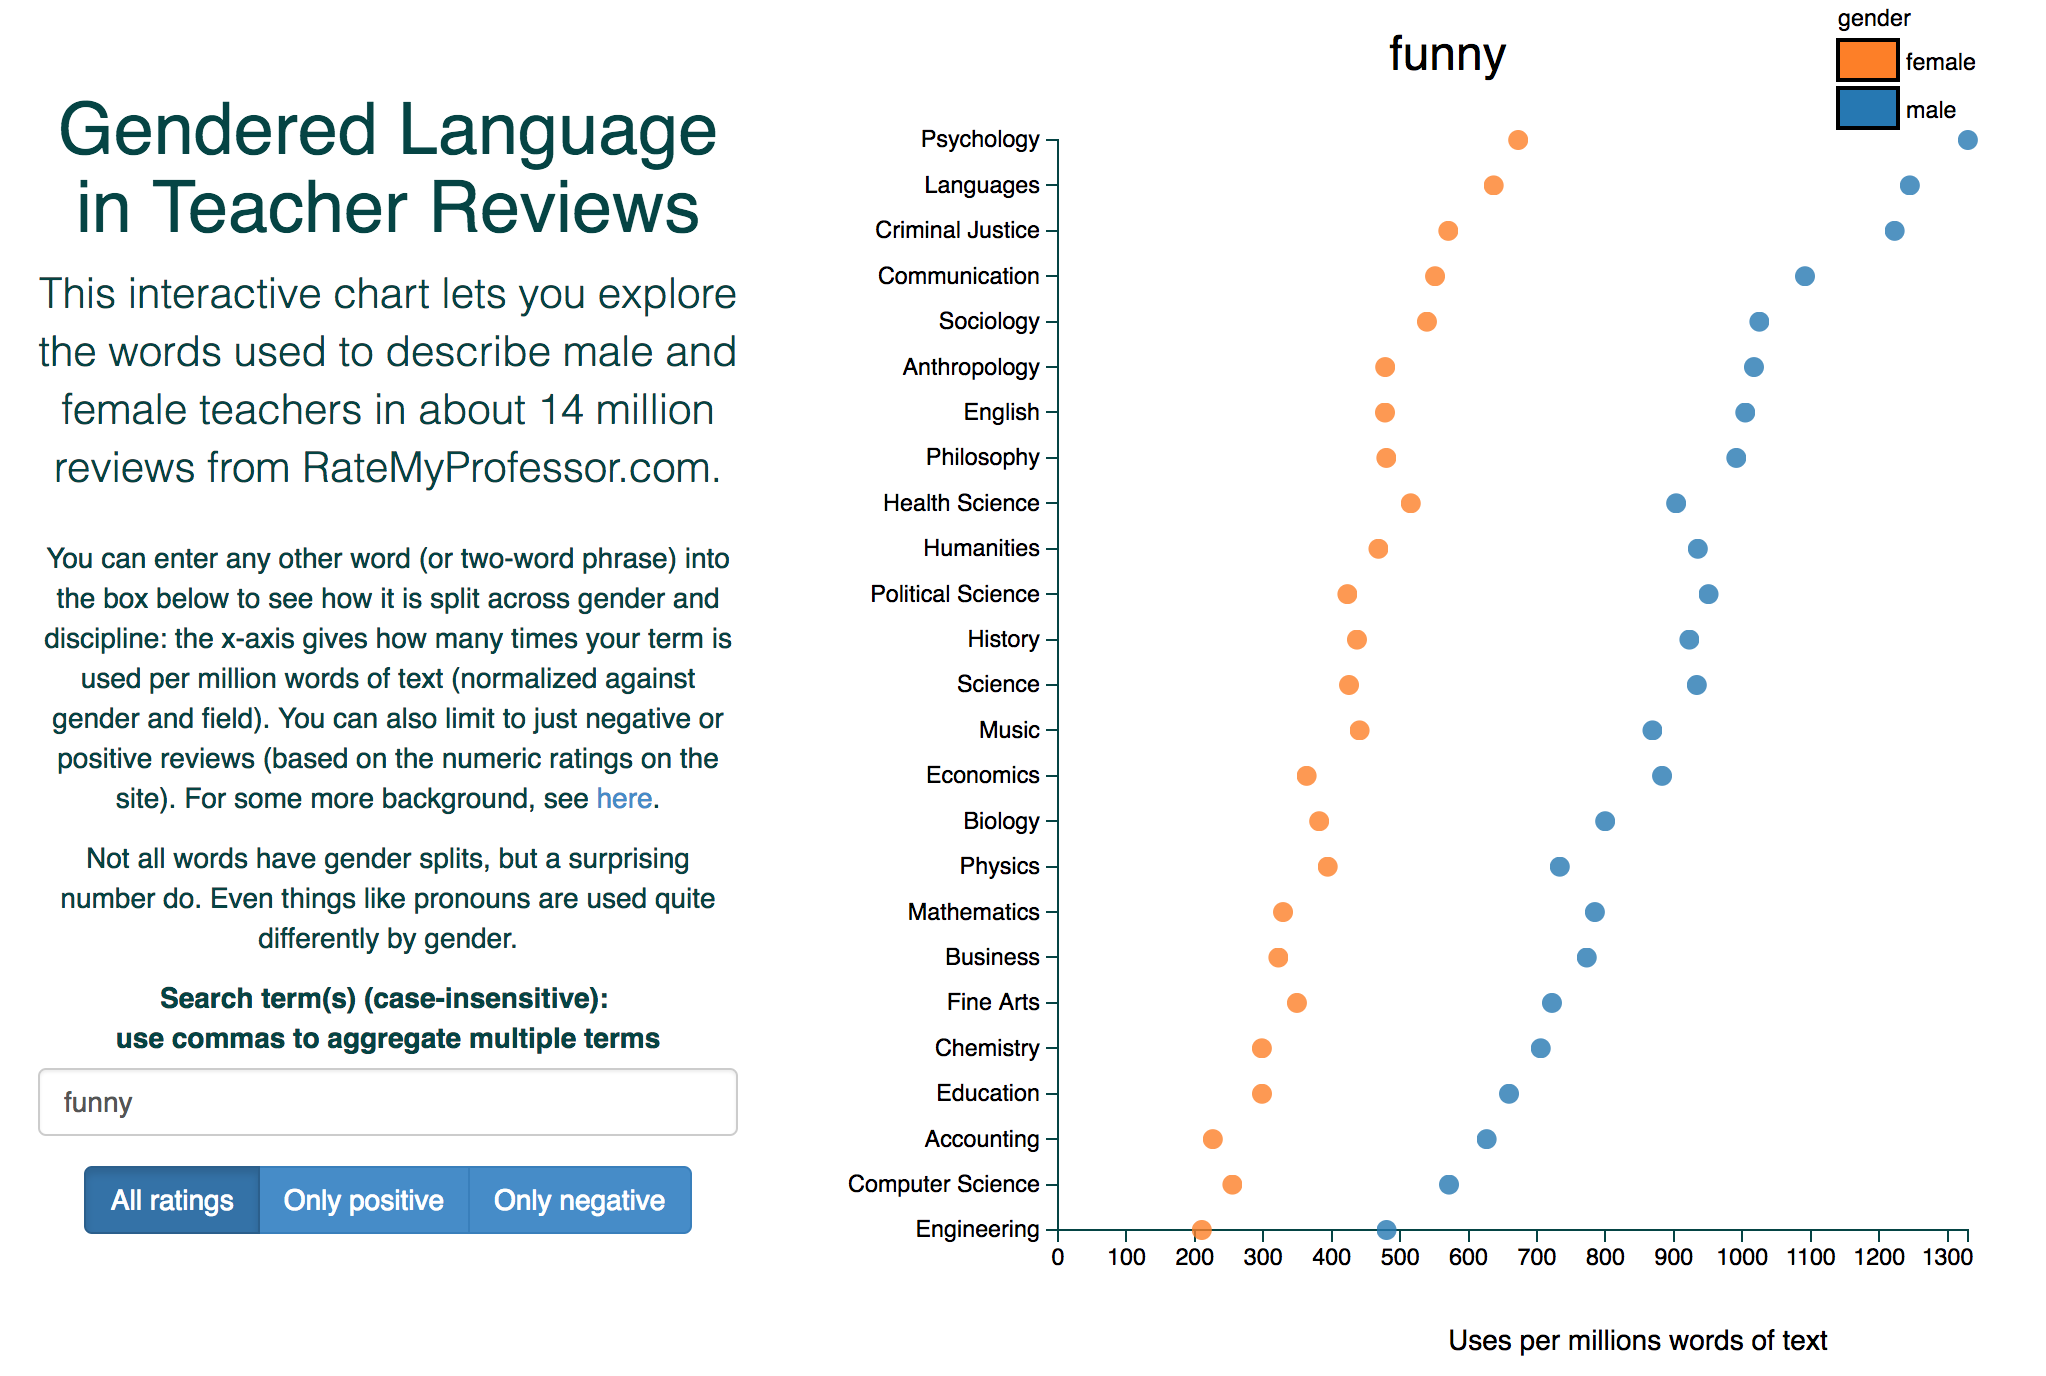 Gendered Language
in Teacher Reviews
This interactive chart lets you explore
the words used to describe male and
female teachers in about 14 million
reviews from RateMyProfessor.com.
You can enter any other word (or two-word phrase) into
the box below to see how it is split across gender and
discipline: the x-axis gives how many times your term is
used per million words of text (normalized against
gender and field). You can also limit to just negative or
positive reviews (based on the numeric ratings on the
site). For some more background, see here.
Not all words have gender splits, but a surprising
number do. Even things like pronouns are used quite
differently by gender.
Search term(s) (case-insensitive):
use commas to aggregate multiple terms
funny
All ratings
Only positive
Only negative
funny
gender
female
male
Psychology
Languages
Criminal Justice
Communication
Sociology
Anthropology
English
Philosophy
Health Science
Humanities
Political Science
History
Science
Music
Economics
Biology
Physics
Mathematics
Business
Fine Arts
Chemistry
Education
Accounting
Computer Science
Engineering
0 100 200 300 400 500 600 700 800 900 1000 1100 1200 1300
Uses per millions words of text